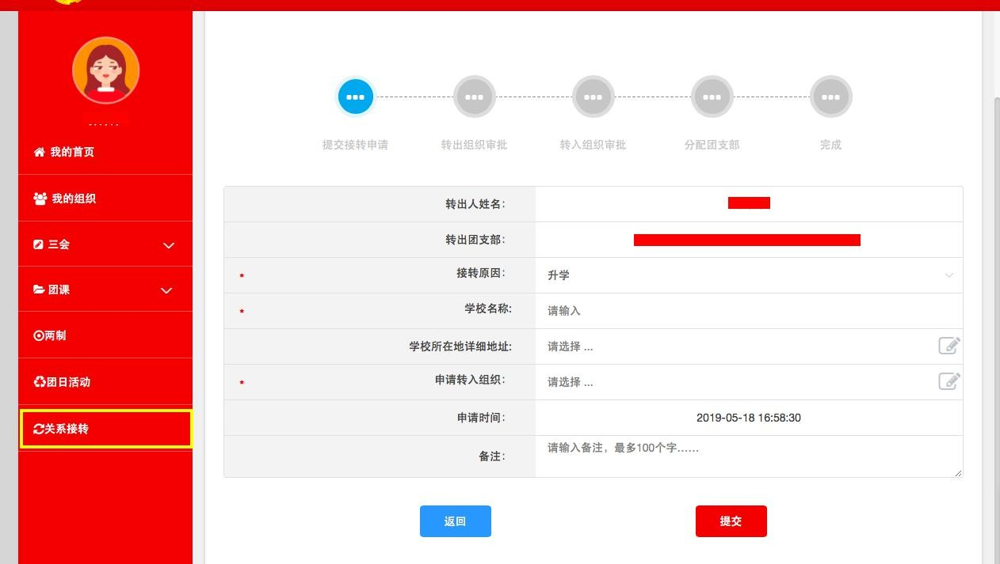 我的首页
我的组织
三会
团课
两制
团日活动
关系接转
提交接转申请 转出组织审批 转入组织审批 分配团支部 完成
转出人姓名：
转出团支部：
* 接转原因： 升学
* 学校名称: 请输入
学校所在地详细地址: 请选择 ...
* 申请转入组织： 请选择 ...
申请时间： 2019-05-18 16:58:30
备注： 请输入备注，最多100个字……
返回 提交